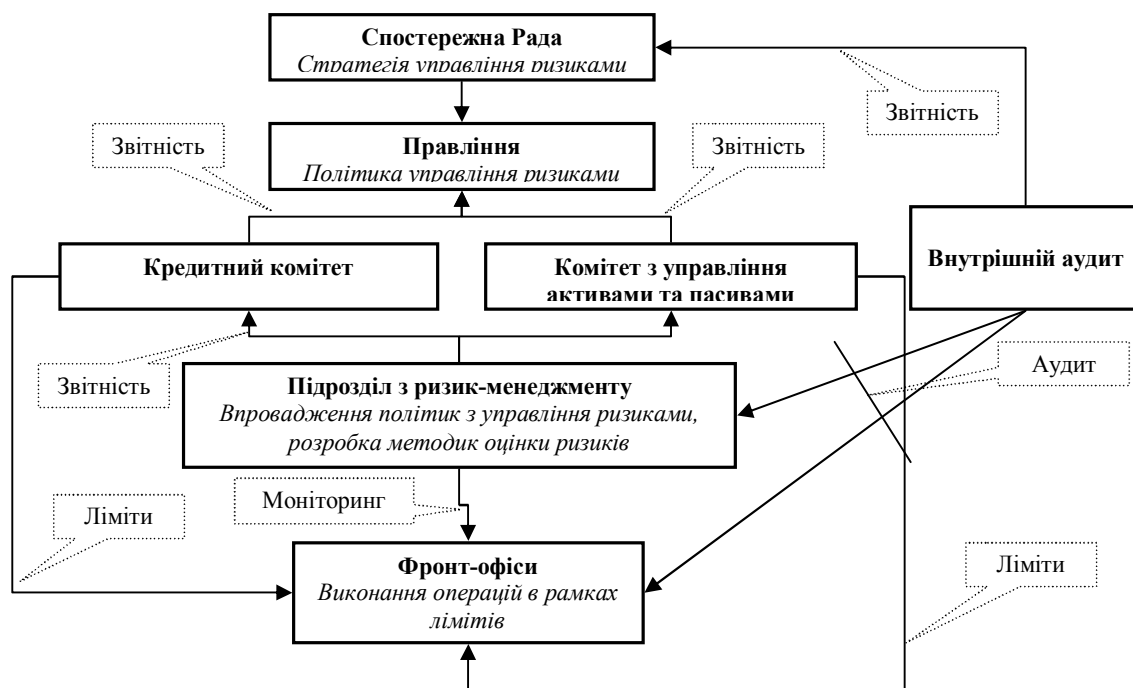 Спостережна Рада
Стратегія управління ризиками
Звітність
Звітність
Правління
Політика управління ризиками
Звітність
Кредитний комітет
Комітет з управління
активами та пасивами
Внутрішній аудит
Звітність
Підрозділ з ризик-менеджменту
Впровадження політик з управління ризиками,
розробка методик оцінки ризиків
Аудит
Моніторинг
Ліміти
Фронт-офіси
Виконання операцій в рамках
лімітів
Ліміти